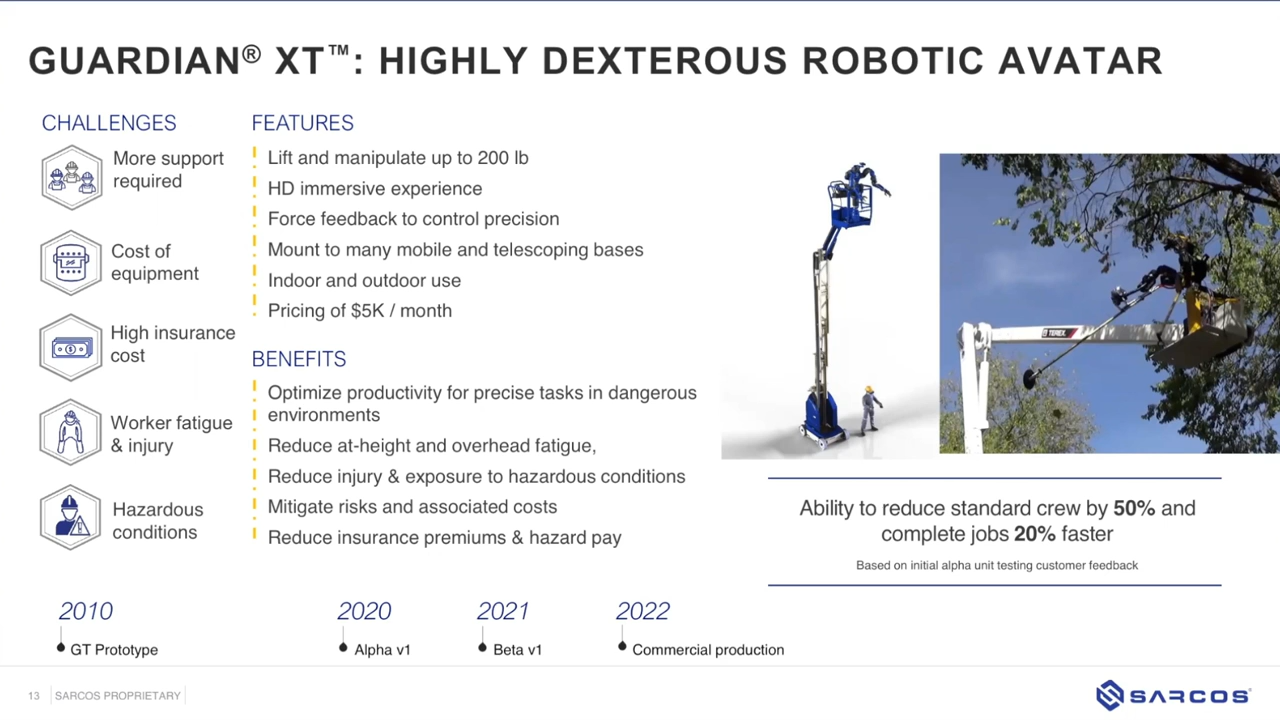 GUARDIAN® XT™: HIGHLY DEXTEROUS ROBOTIC AVATAR
CHALLENGES
More support
required
Cost of
equipment
High insurance
cost
Worker fatigue
& injury
Hazardous
conditions
FEATURES
Lift and manipulate up to 200 lb
HD immersive experience
Force feedback to control precision
Mount to many mobile and telescoping bases
Indoor and outdoor use
Pricing of $5K / month
BENEFITS
Optimize productivity for precise tasks in dangerous
environments
Reduce at-height and overhead fatigue,
Reduce injury & exposure to hazardous conditions
Mitigate risks and associated costs
Reduce insurance premiums & hazard pay
TEREX
Ability to reduce standard crew by 50% and
complete jobs 20% faster
Based on initial alpha unit testing customer feedback
2010
GT Prototype
2020
Alpha v1
2021
Beta v1
2022
Commercial production
13
SARCOS PROPRIETARY
SARCOS®